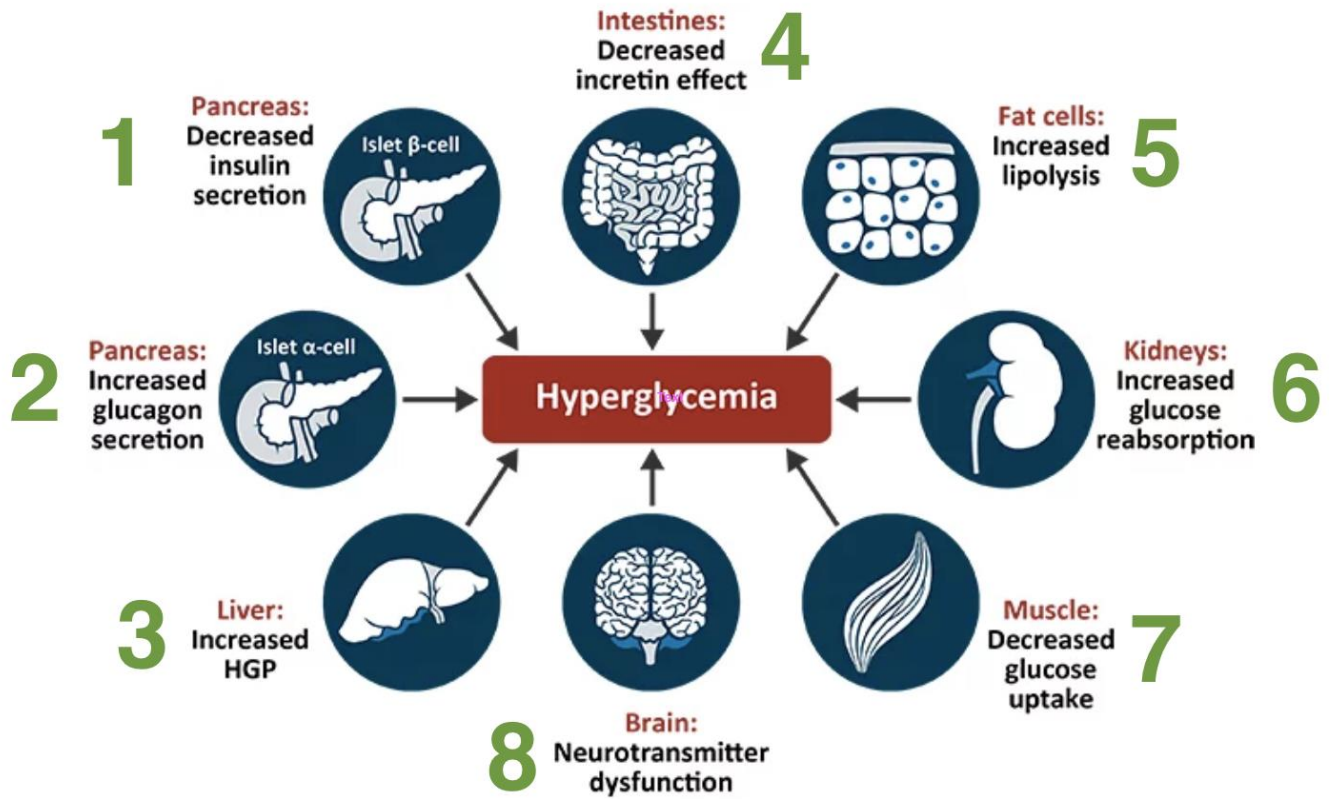 1
Pancreas:
Decreased
insulin
secretion
Islet β-cell
Intestines:
Decreased
incretin effect
4
Fat cells:
Increased
lipolysis
5
2
Pancreas:
Increased
glucagon
secretion
Islet α-cell
Hyperglycemia
Kidneys:
Increased
glucose
reabsorption
6
3
Liver:
Increased
HGP
8
Brain:
Neurotransmitter
dysfunction
Muscle:
Decreased
glucose
uptake
7